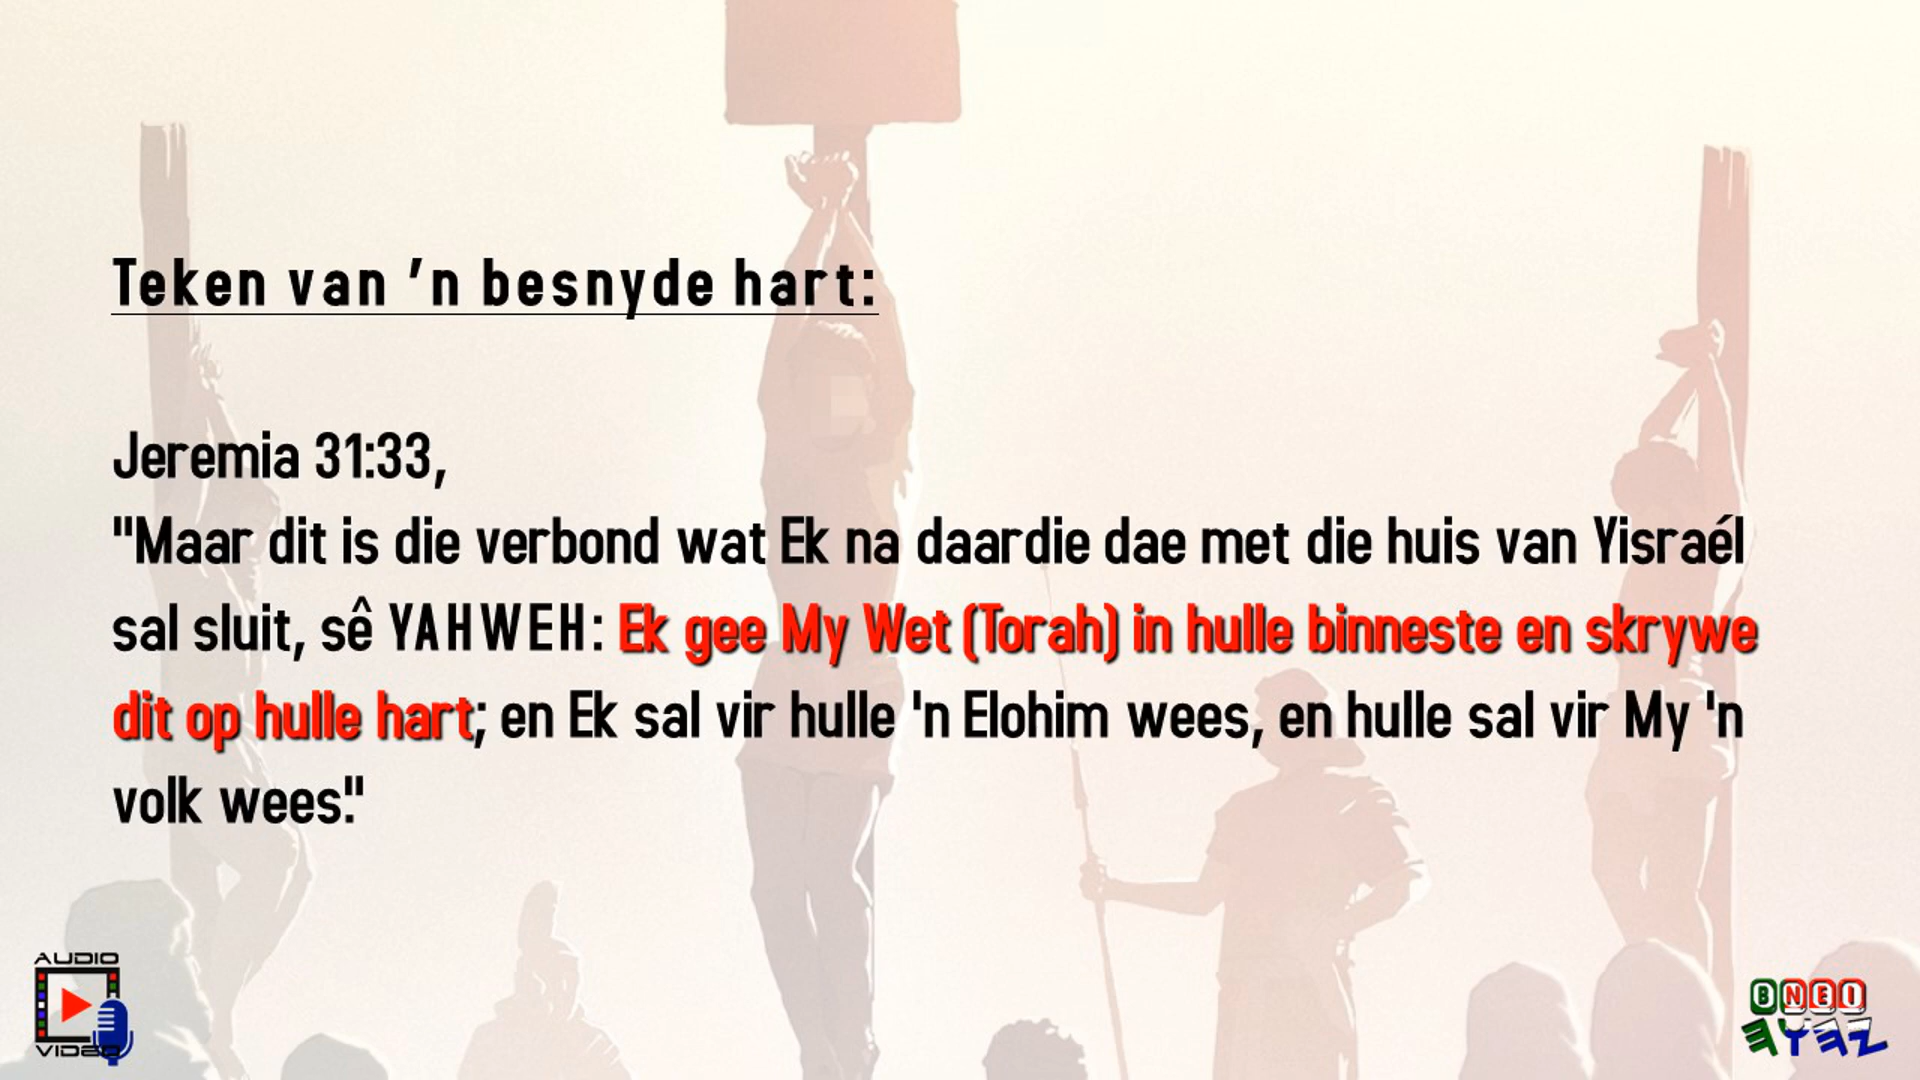 Teken van 'n besnyde hart:
Jeremia 31:33,
"Maar dit is die verbond wat Ek na daardie dae met die huis van Yisraél
sal sluit, sê YAHWEH: Ek gee My Wet (Torah) in hulle binneste en skrywe
dit op hulle hart; en Ek sal vir hulle 'n Elohim wees, en hulle sal vir My 'n
volk wees."
AUDIO
VIDEO
BNEI